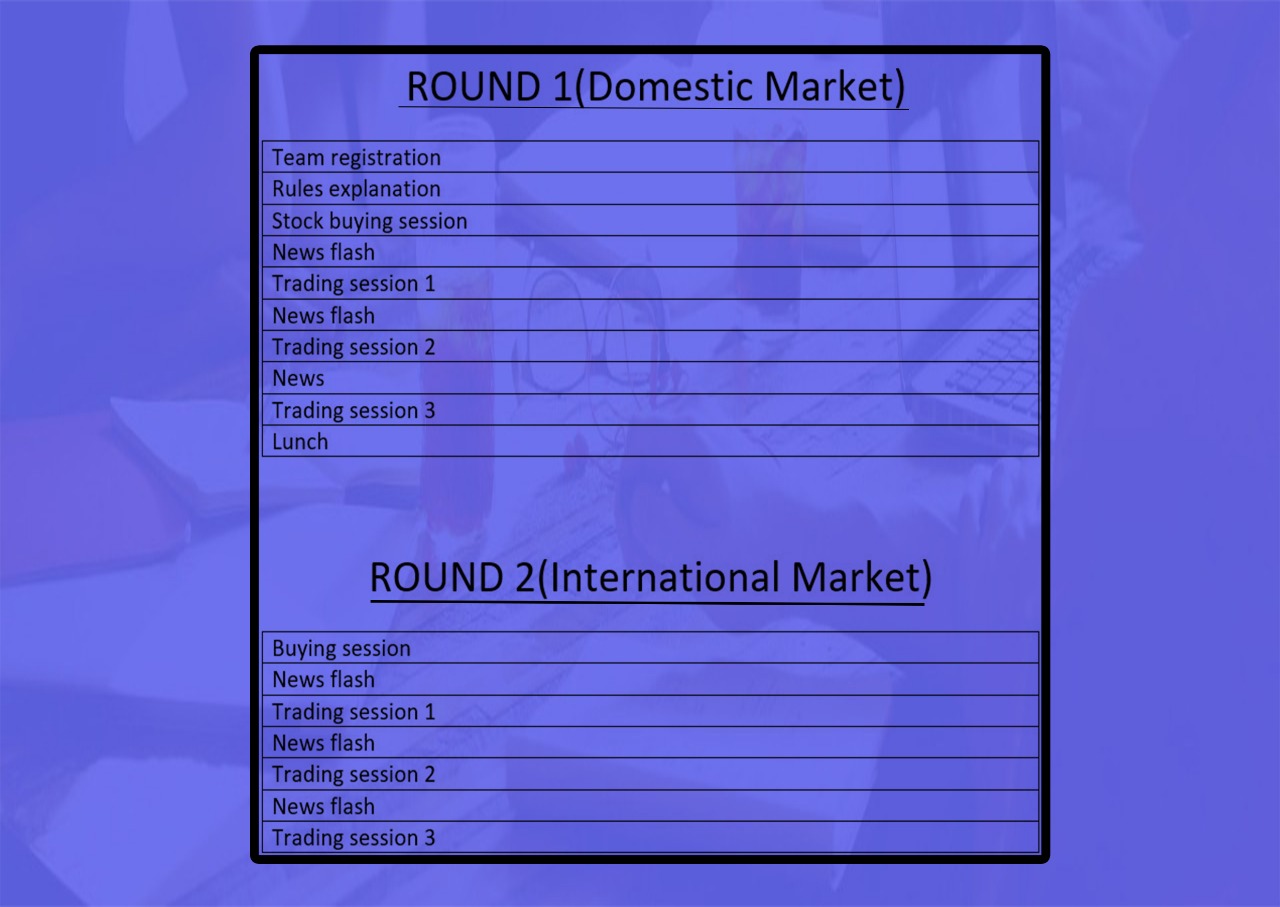 ROUND 1(Domestic Market)
Team registration
Rules explanation
Stock buying session
News flash
Trading session 1
News flash
Trading session 2
News
Trading session 3
Lunch
ROUND 2(International Market)
Buying session
News flash
Trading session 1
News flash
Trading session 2
News flash
Trading session 3